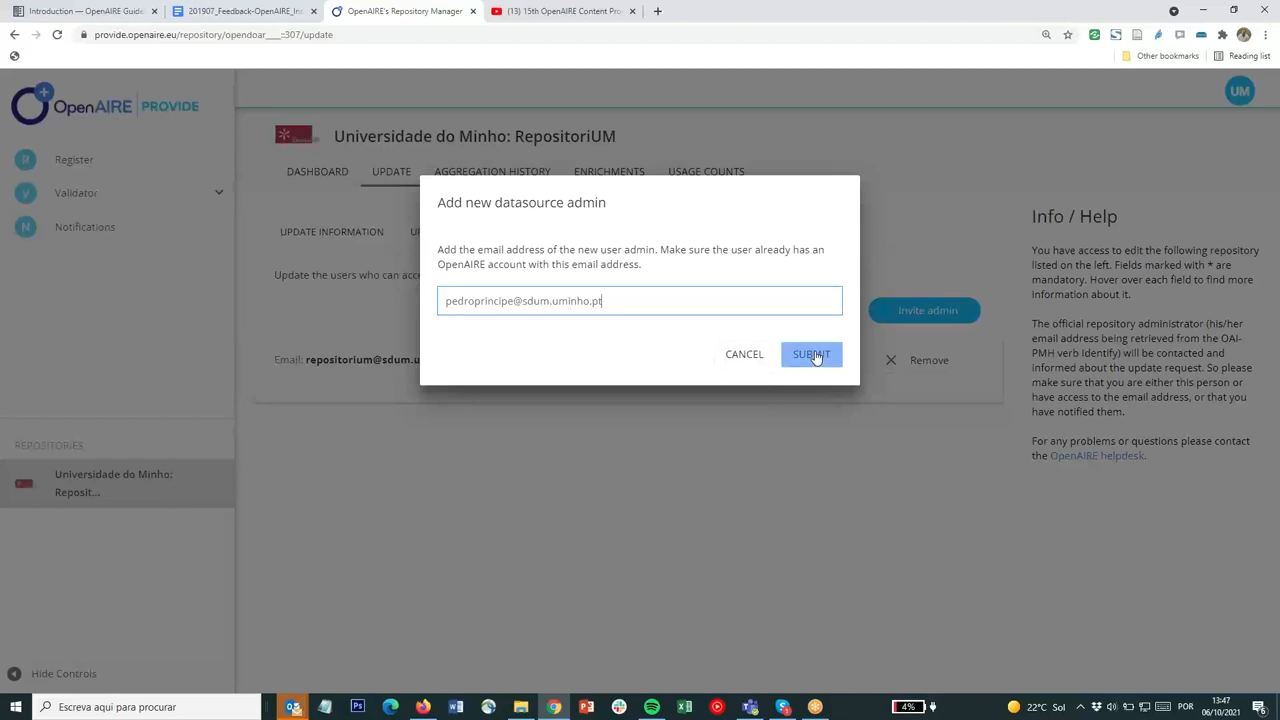 Introduction — OpenAIRE Guide
201907_Feedback-OpenAIRE_In
OpenAIRE's Repository Manager
(13) 15th OpenAIRE Content Pro
provide.openaire.eu/repository/opendoar____::307/update
Other bookmarks
Reading list
OpenAIRE PROVIDE
UM
R Register
V Validator
N Notifications
Universidade do Minho: RepositoriUM
DASHBOARD UPDATE AGGREGATION HISTORY ENRICHMENTS USAGE COUNTS
UPDATE INFORMATION
Update the users who can acc
Invite admin
Email: repositorium@sdum.u
Remove
Add new datasource admin
Add the email address of the new user admin. Make sure the user already has an
OpenAIRE account with this email address.
pedroprincipe@sdum.uminho.pt
CANCEL SUBMIT
Info / Help
You have access to edit the following repository
listed on the left. Fields marked with * are
mandatory. Hover over each field to find more
information about it.
The official repository administrator (his/her
email address being retrieved from the OAI-
PMH verb Identify) will be contacted and
informed about the update request. So please
make sure that you are either this person or
have access to the email address, or that you
have notified them.
For any problems or questions please contact
the OpenAIRE helpdesk.
REPOSITORIES
Universidade do Minho:
Reposit...
Hide Controls
Escreva aqui para procurar
4%
22°C Sol
POR
13:47
06/10/2021